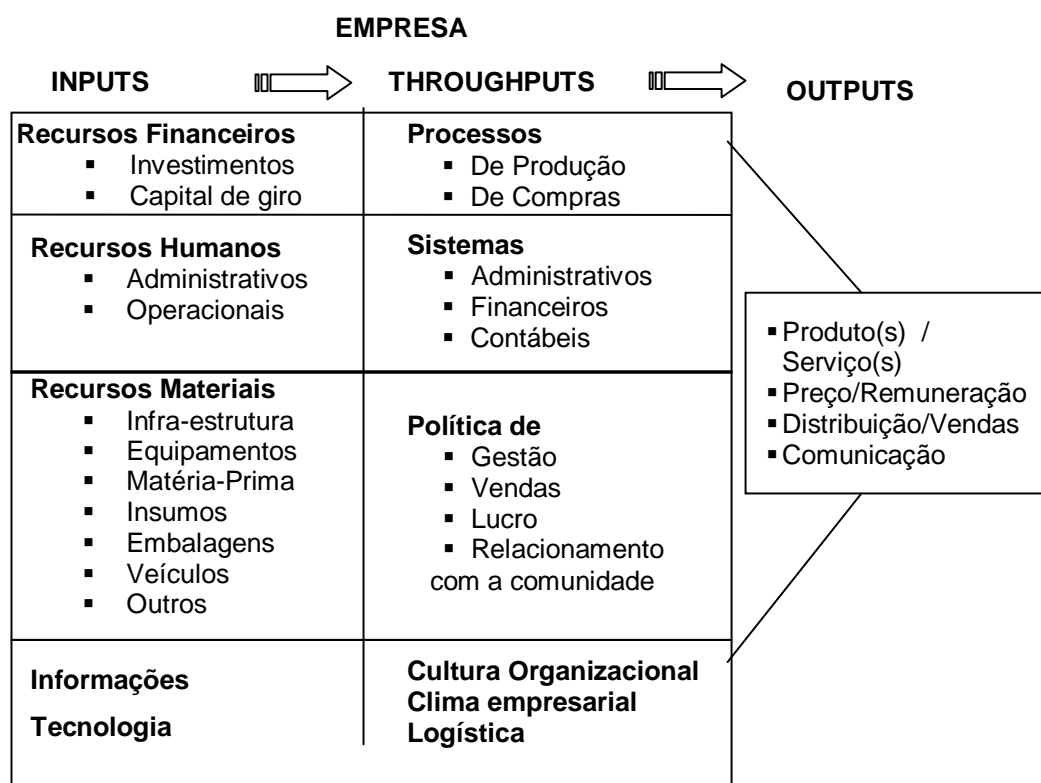 EMPRESA
INPUTS
THROUGHPUTS
OUTPUTS
Recursos Financeiros
▪ Investimentos
▪ Capital de giro
Processos
▪ De Produção
▪ De Compras
Recursos Humanos
▪ Administrativos
▪ Operacionais
Sistemas
▪ Administrativos
▪ Financeiros
▪ Contábeis
Recursos Materiais
▪ Infra-estrutura
▪ Equipamentos
▪ Matéria-Prima
▪ Insumos
▪ Embalagens
▪ Veículos
▪ Outros
Política de
▪ Gestão
▪ Vendas
▪ Lucro
▪ Relacionamento
com a comunidade
Informações
Tecnologia
Cultura Organizacional
Clima empresarial
Logística
▪ Produto(s) /
Serviço(s)
▪ Preço/Remuneração
▪ Distribuição/Vendas
▪ Comunicação